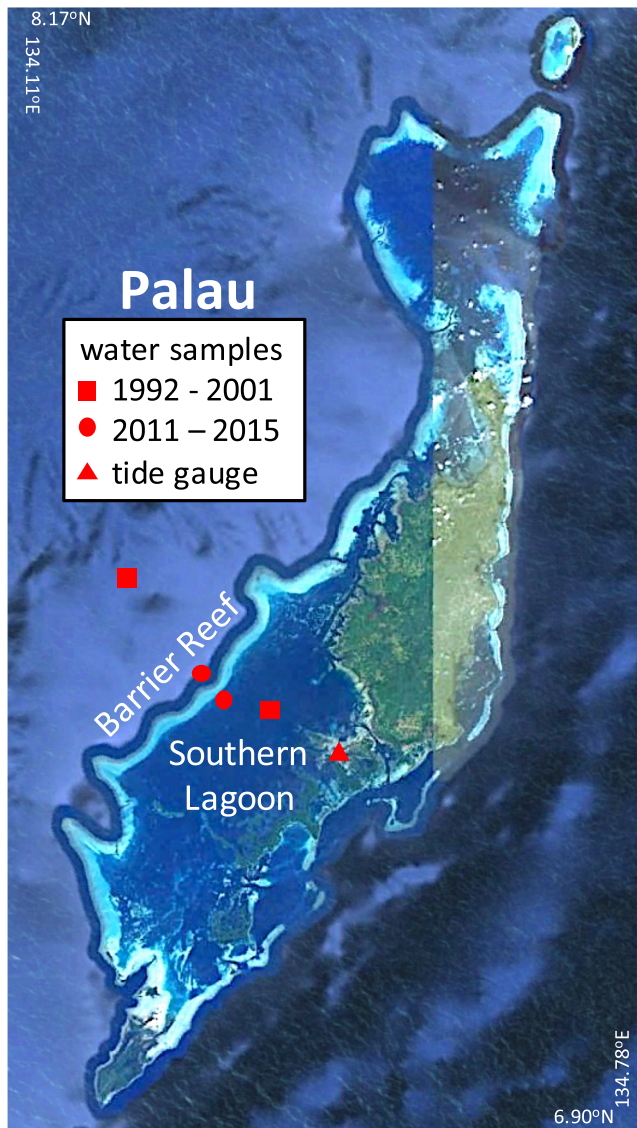 8.17°N
134.11°E
Palau
water samples
1992 - 2001
2011 – 2015
tide gauge
Barrier Reef
Southern
Lagoon
134.78°E
6.90°N